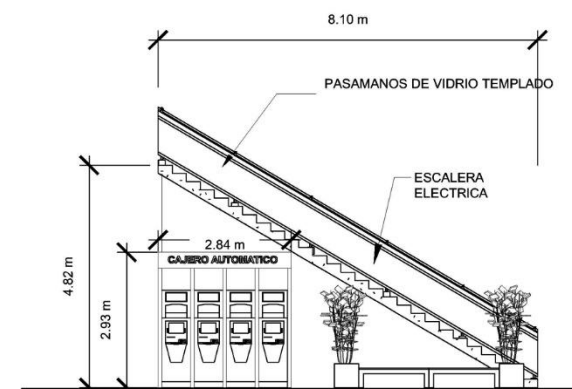 8.10 m
PASAMANOS DE VIDRIO TEMPLADO
ESCALERA
ELECTRICA
2.84 m
CAJERO AUTOMATICO
4.82 m
2.93 m